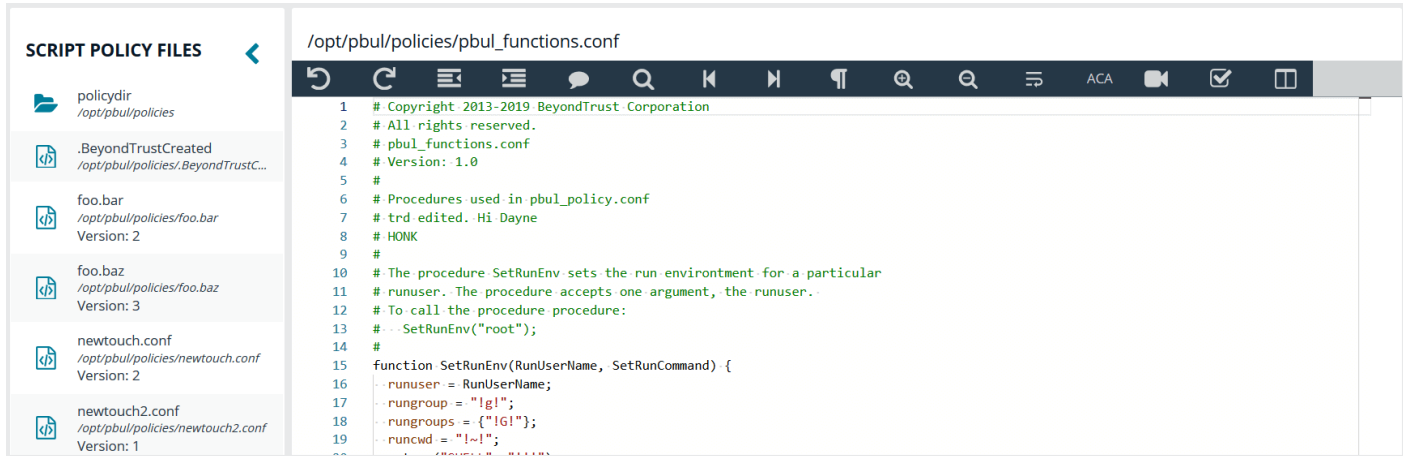 SCRIPT POLICY FILES
policydir
/opt/pbul/policies
.BeyondTrustCreated
/opt/pbul/policies/.BeyondTrustC...
foo.bar
/opt/pbul/policies/foo.bar
Version: 2
foo.baz
/opt/pbul/policies/foo.baz
Version: 3
newtouch.conf
/opt/pbul/policies/newtouch.conf
Version: 2
newtouch2.conf
/opt/pbul/policies/newtouch2.conf
Version: 1
/opt/pbul/policies/pbul_functions.conf
ACA
1 # Copyright 2013-2019 BeyondTrust Corporation
2 # All rights reserved.
3 # pbul_functions.conf
4 # Version: 1.0
5 #
6 # Procedures used in pbul_policy.conf
7 # trd edited. Hi Dayne
8 # HONK
9 #
10 # The procedure SetRunEnv sets the run environtment for a particular
11 # runuser. The procedure accepts one argument, the runuser.
12 # To call the procedure procedure:
13 #   SetRunEnv("root");
14 #
15 function SetRunEnv(RunUserName, SetRunCommand) {
16   runuser = RunUserName;
17   rungroup = "!g!";
18   rungroups = {"!G!"};
19   runcwd = "!~!";